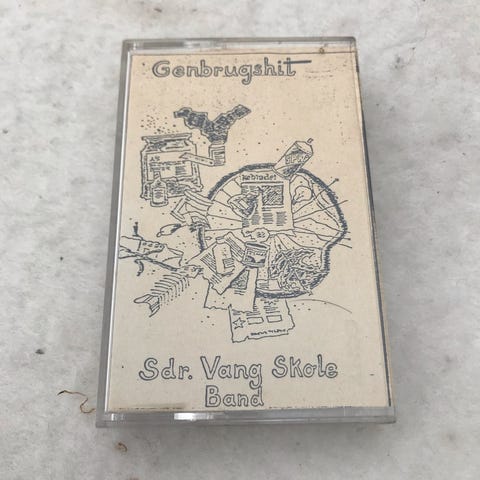 Genbrugshit
Sdr. Vang Skole
Band